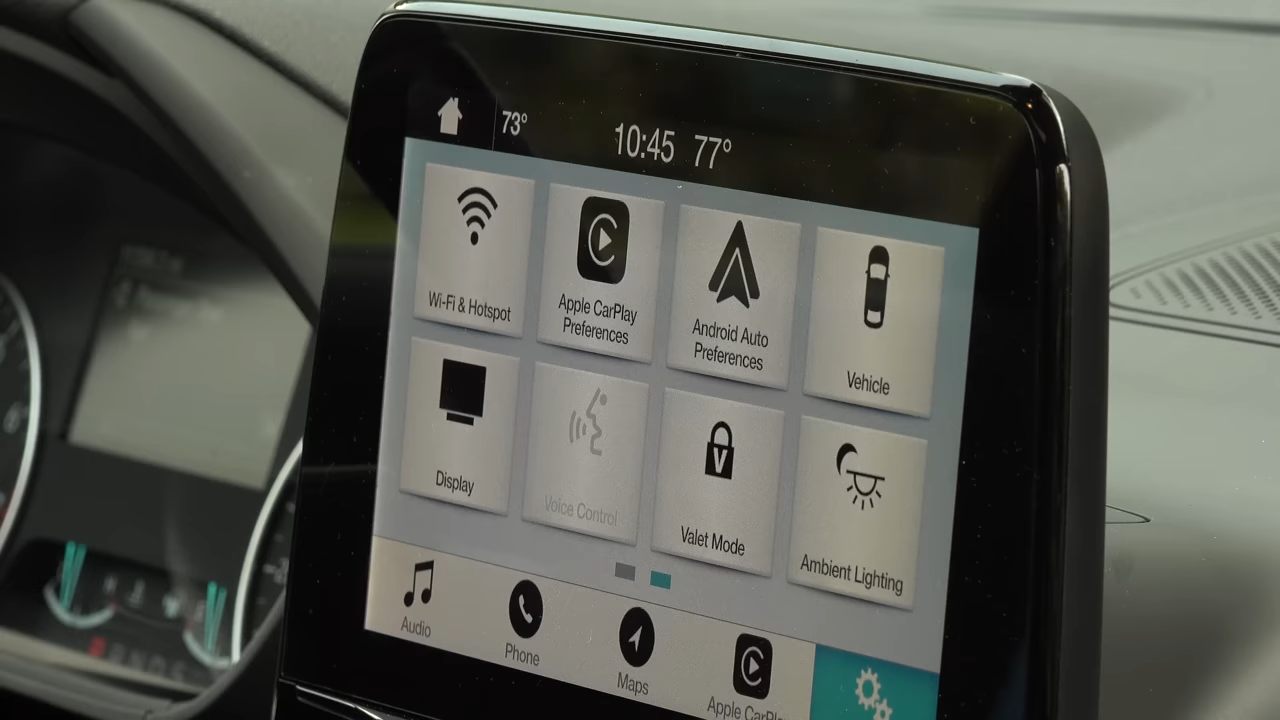 73° 10:45 77°
Wi-Fi & Hotspot
Apple CarPlay
Preferences
Android Auto
Preferences
Vehicle
Display
Voice Control
Valet Mode
Ambient Lighting
Audio
Phone
Maps
Apple